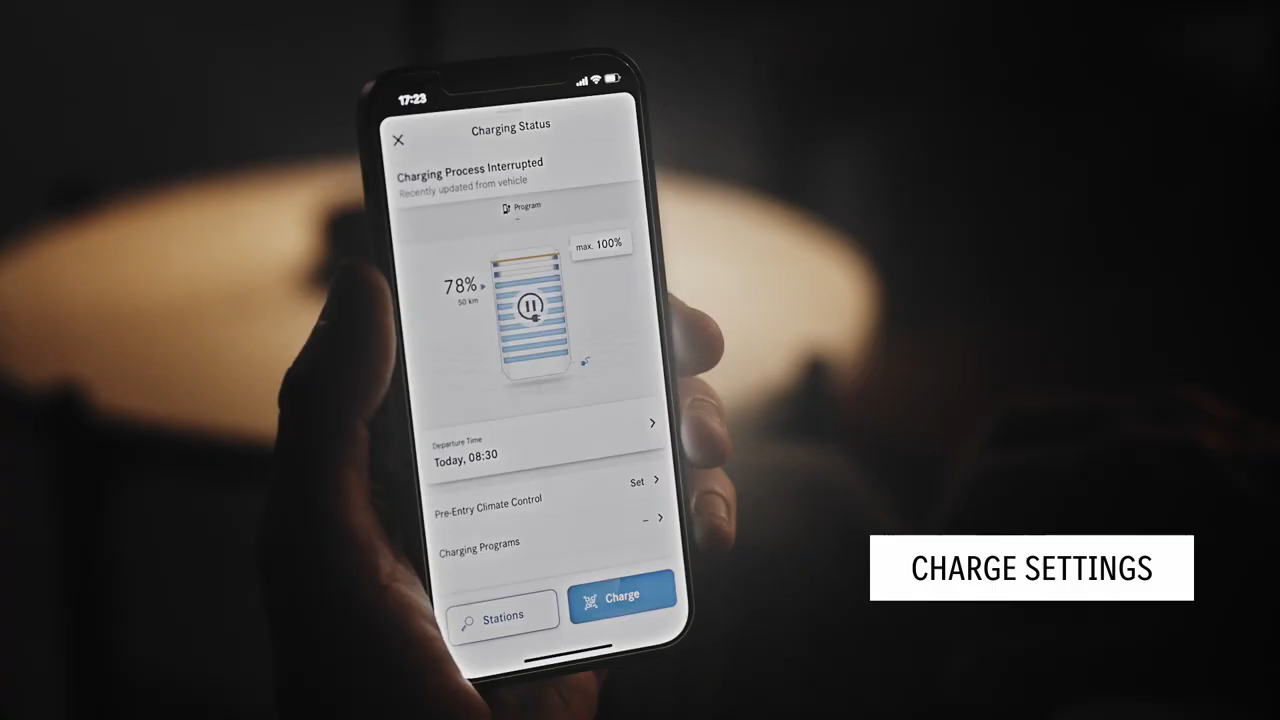 17:23
Charging Status
Charging Process Interrupted
Recently updated from vehicle
Program
–
max. 100%
78%
50 km
Departure Time
Today, 08:30
Pre-Entry Climate Control
Set
Charging Programs
–
Stations
Charge
CHARGE SETTINGS